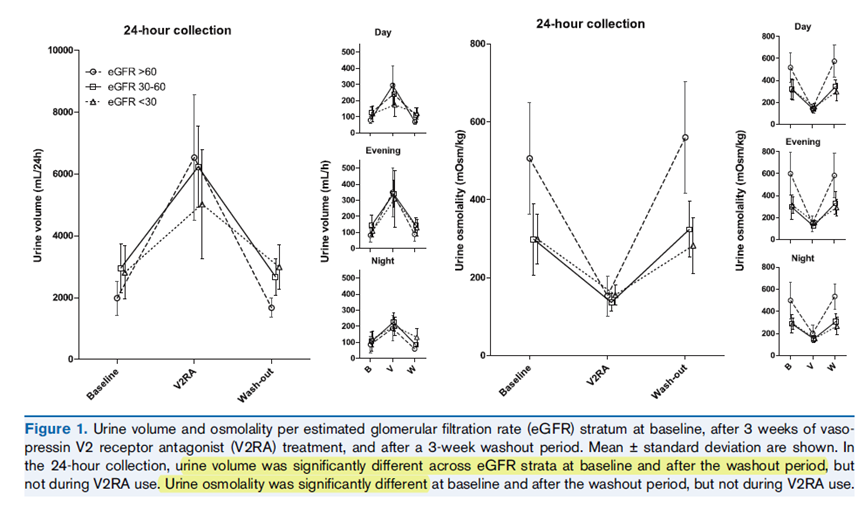 24-hour collection
10000
8000
6000
4000
2000
0
Urine volume (mL/24h)
eGFR >60
eGFR 30-60
eGFR <30
Baseline
V2RA
Wash-out
Day
500
400
300
200
100
0
Evening
500
400
300
200
100
0
Urine volume (mL/h)
Night
500
400
300
200
100
0
B
V
W
24-hour collection
800
600
400
200
0
Urine osmolality (mOsm/kg)
Baseline
V2RA
Wash-out
Day
800
600
400
200
0
Evening
800
600
400
200
0
Urine osmolality (mOsm/kg)
Night
800
600
400
200
0
B
V
W
Figure 1. Urine volume and osmolality per estimated glomerular filtration rate (eGFR) stratum at baseline, after 3 weeks of vaso-
pressin V2 receptor antagonist (V2RA) treatment, and after a 3-week washout period. Mean ± standard deviation are shown. In
the 24-hour collection, urine volume was significantly different across eGFR strata at baseline and after the washout period, but
not during V2RA use. Urine osmolality was significantly different at baseline and after the washout period, but not during V2RA use.